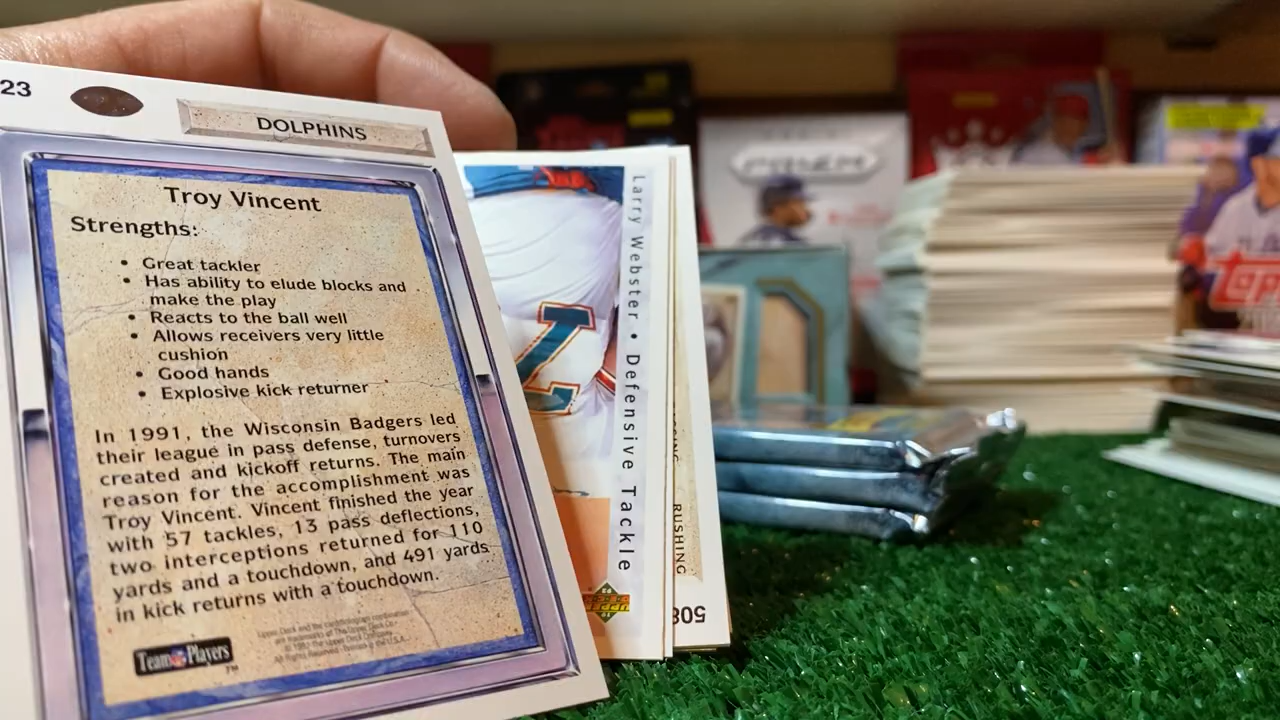 23
DOLPHINS
Troy Vincent
Strengths:
• Great tackler
• Has ability to elude blocks and
make the play
• Reacts to the ball well
• Allows receivers very little
cushion
• Good hands
• Explosive kick returner
In 1991, the Wisconsin Badgers led
their league in pass defense, turnovers
created and kickoff returns. The main
reason for the accomplishment was
Troy Vincent. Vincent finished the year
with 57 tackles, 13 pass deflections,
two interceptions returned for 110
yards and a touchdown, and 491 yards
in kick returns with a touchdown.
Team NFL Players
TM
Larry Webster • Defensive Tackle
RUSHING
508
PRIZM